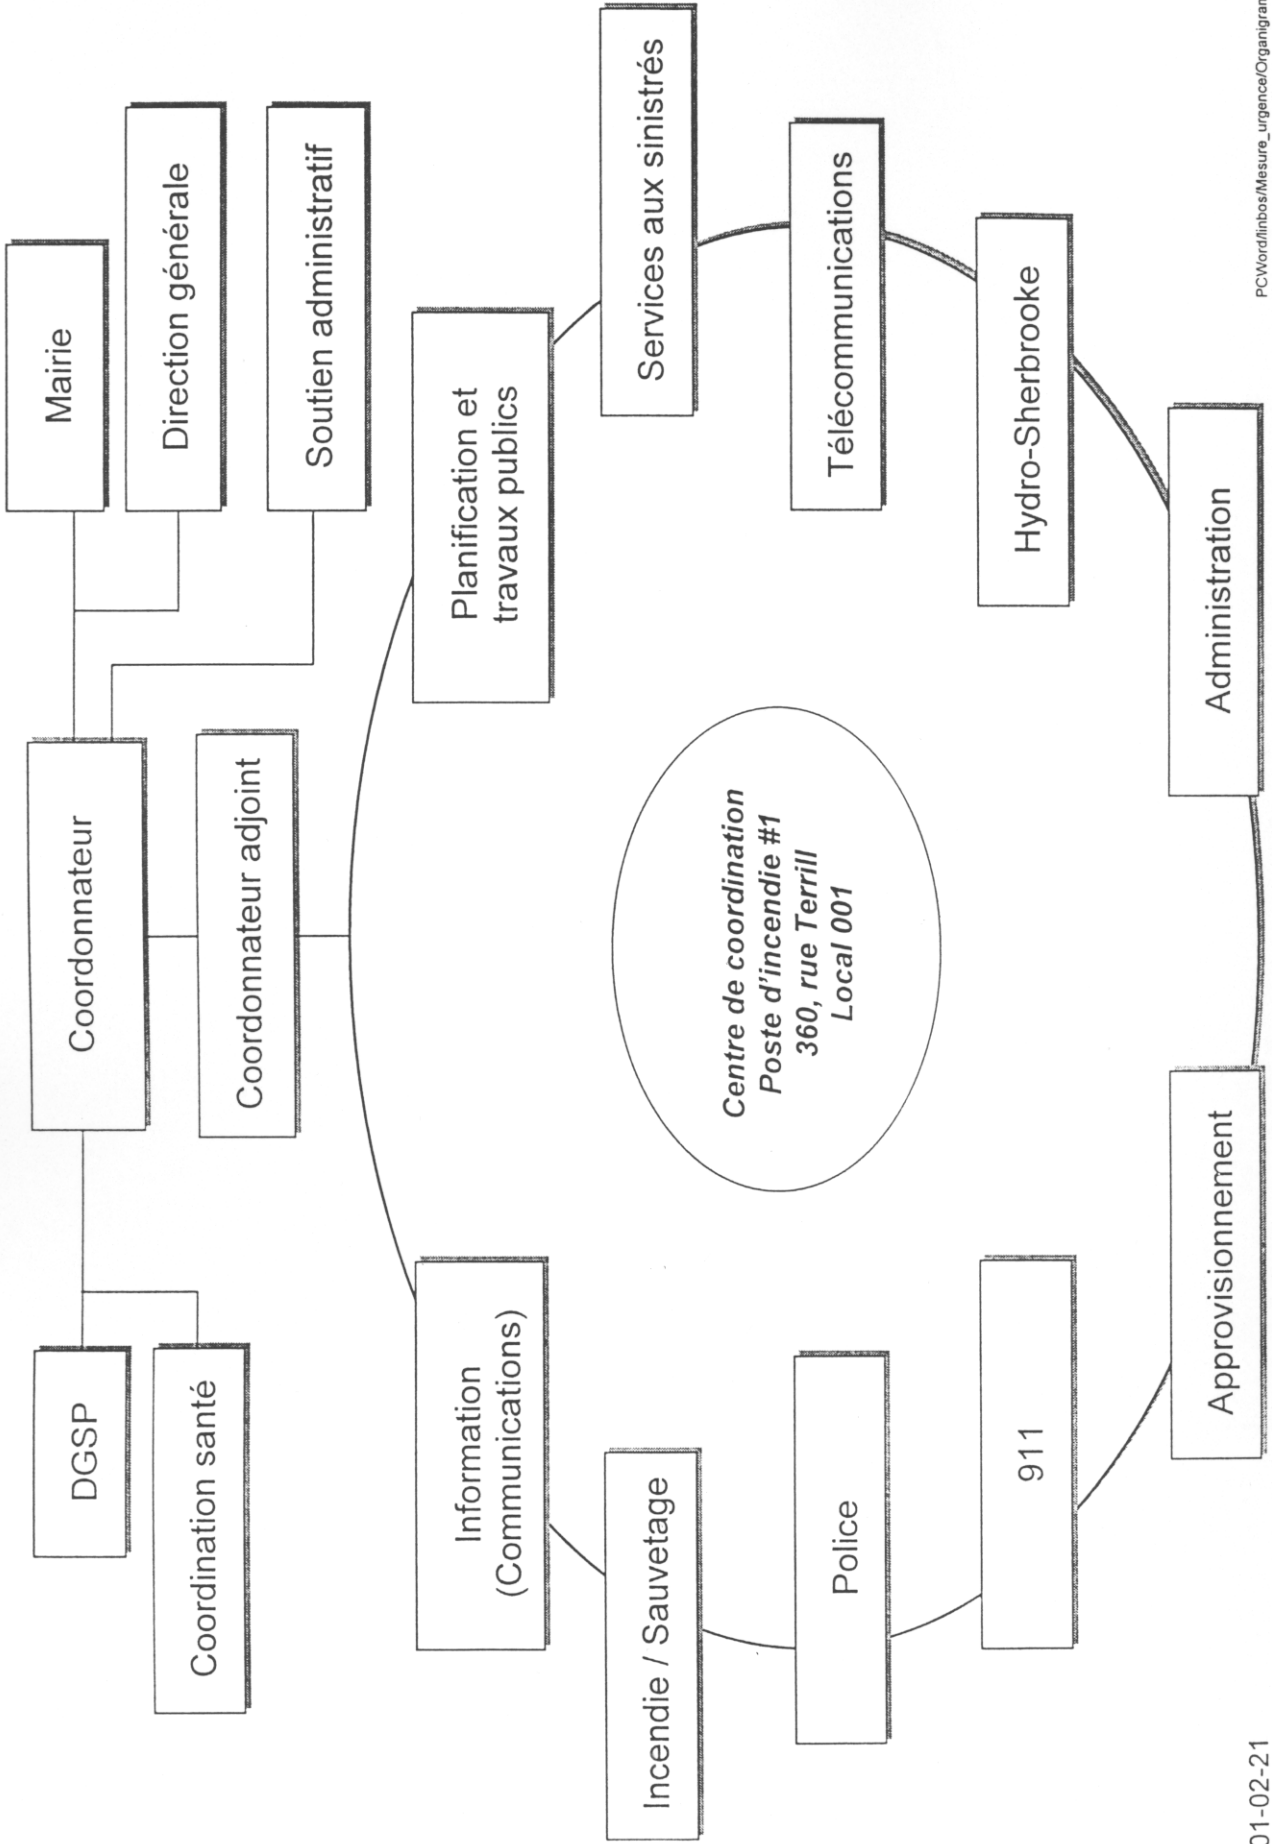 Mairie
Direction générale
Soutien administratif
Coordonnateur
Coordonnateur adjoint
DGSP
Coordination santé
Information
(Communications)
Planification et
travaux publics
Incendie / Sauvetage
Services aux sinistrés
Police
Télécommunications
911
Hydro-Sherbrooke
Approvisionnement
Administration
Centre de coordination
Poste d'incendie #1
360, rue Terrill
Local 001
01-02-21
PCWord/linbos/Mesure_urgence/Organigram